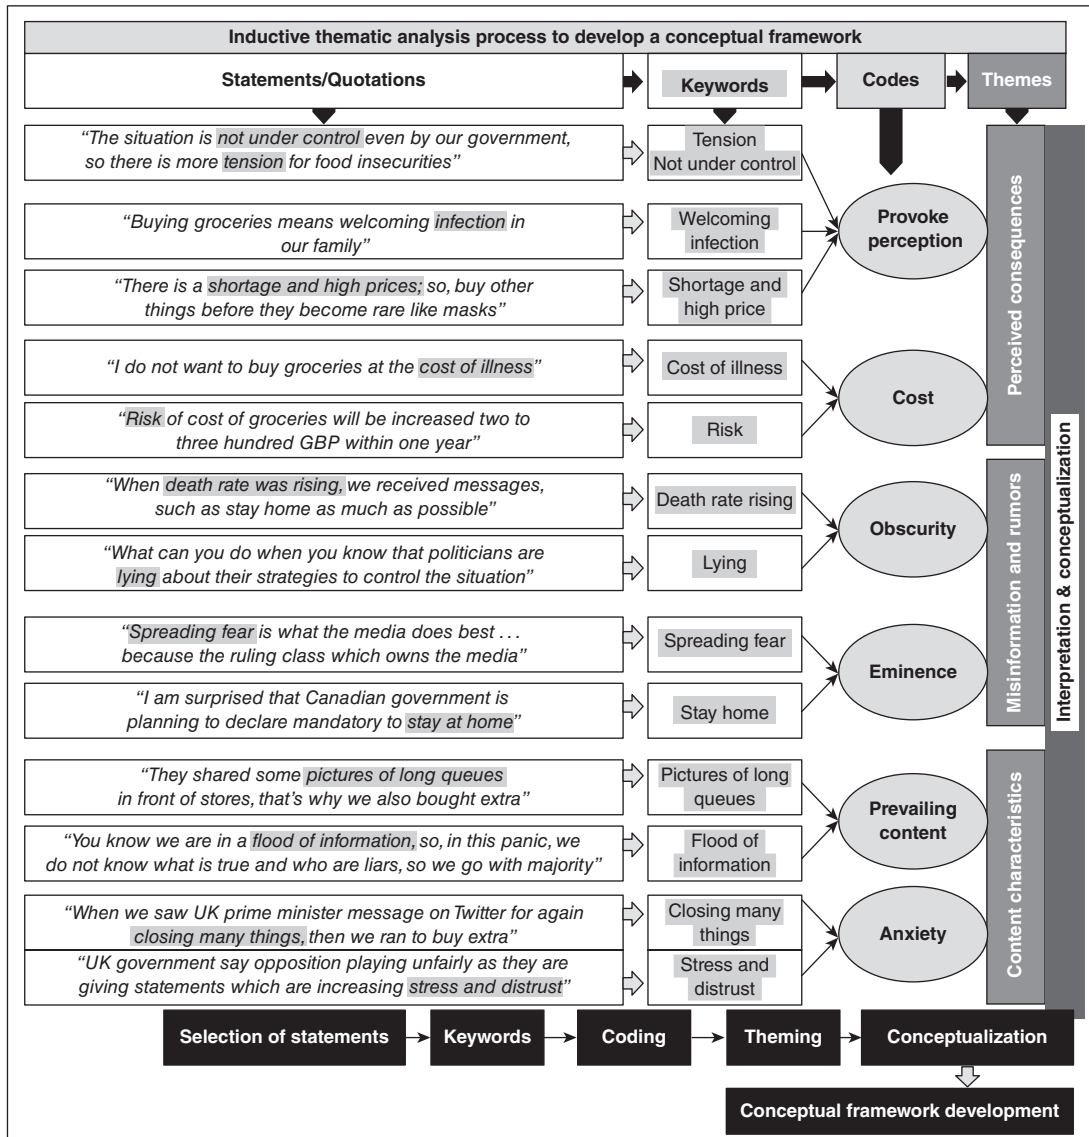 Inductive thematic analysis process to develop a conceptual framework
Statements/Quotations
Keywords
Codes
Themes
“The situation is not under control even by our government,
so there is more tension for food insecurities”
Tension
Not under control
“Buying groceries means welcoming infection in
our family”
Welcoming
infection
“There is a shortage and high prices; so, buy other
things before they become rare like masks”
Shortage and
high price
Provoke
perception
“I do not want to buy groceries at the cost of illness”
Cost of illness
“Risk of cost of groceries will be increased two to
three hundred GBP within one year”
Risk
Cost
Perceived consequences
“When death rate was rising, we received messages,
such as stay home as much as possible”
Death rate rising
“What can you do when you know that politicians are
lying about their strategies to control the situation”
Lying
Obscurity
“Spreading fear is what the media does best . . .
because the ruling class which owns the media”
Spreading fear
“I am surprised that Canadian government is
planning to declare mandatory to stay at home”
Stay home
Eminence
Misinformation and rumors
“They shared some pictures of long queues
in front of stores, that’s why we also bought extra”
Pictures of long
queues
“You know we are in a flood of information, so, in this panic, we
do not know what is true and who are liars, so we go with majority”
Flood of
information
Prevailing
content
“When we saw UK prime minister message on Twitter for again
closing many things, then we ran to buy extra”
Closing many
things
“UK government say opposition playing unfairly as they are
giving statements which are increasing stress and distrust”
Stress and
distrust
Anxiety
Content characteristics
Interpretation & conceptualization
Selection of statements
Keywords
Coding
Theming
Conceptualization
Conceptual framework development